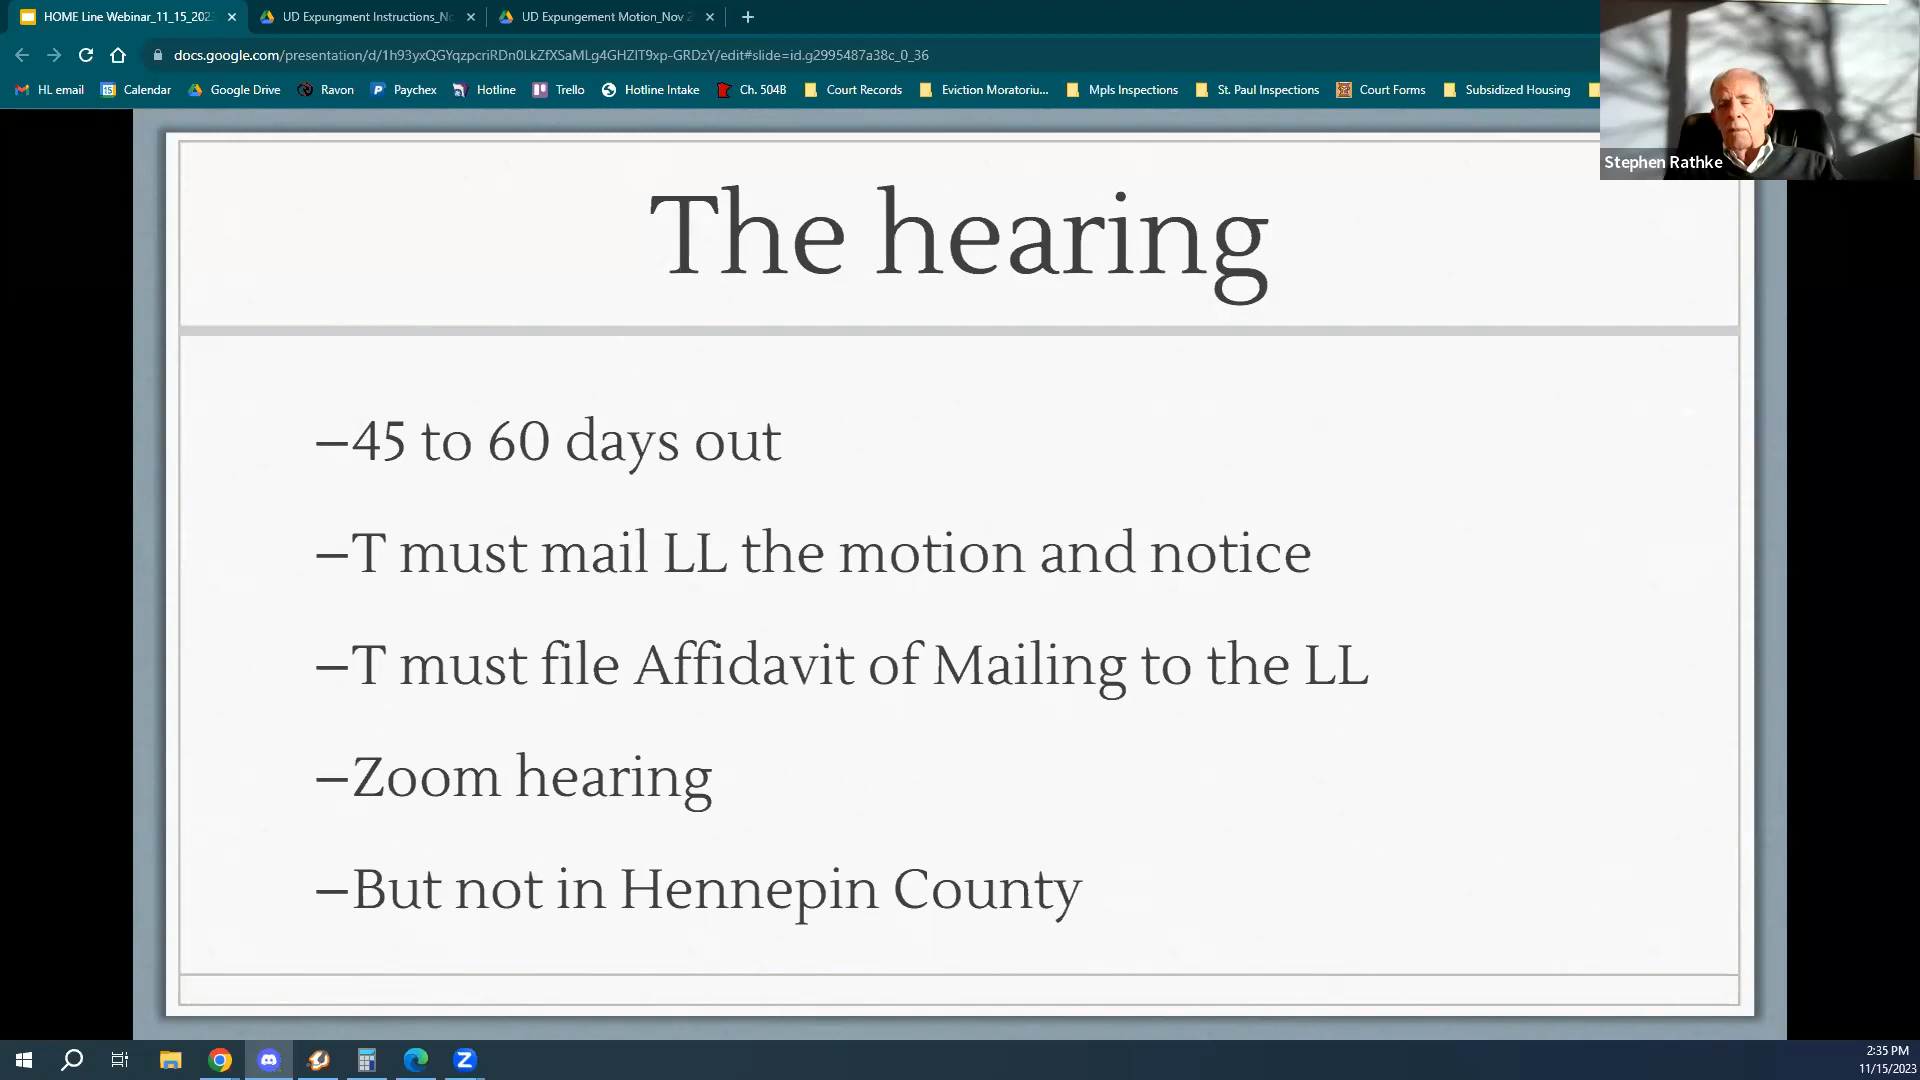 HOME Line Webinar_11_15_202
UD Expungment Instructions_No
UD Expungement Motion_Nov 2
docs.google.com/presentation/d/1h93yxQGYqzpcriRDn0LkZfXSaMLg4GHZlT9xp-GRDzY/edit#slide=id.g2995487a38c_0_36
HL email
Calendar
Google Drive
Ravon
Paychex
Hotline
Trello
Hotline Intake
Ch. 504B
Court Records
Eviction Moratoriu...
Mpls Inspections
St. Paul Inspections
Court Forms
Subsidized Housing
Stephen Rathke
The hearing
–45 to 60 days out
–T must mail LL the motion and notice
–T must file Affidavit of Mailing to the LL
–Zoom hearing
–But not in Hennepin County
2:35 PM
11/15/2023